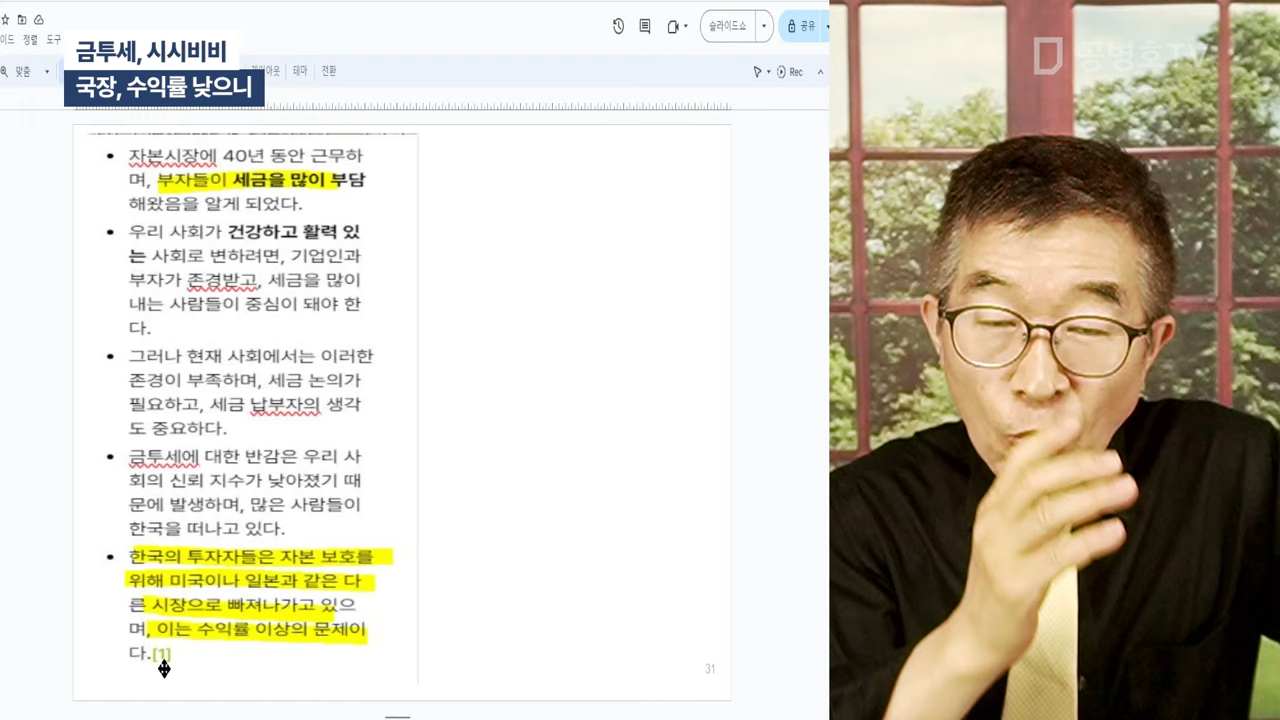 슬라이드쇼
공유
이드 정렬 도구
금투세, 시시비비
맞춤
테마
전환
Rec
국장, 수익률 낮으니
공병호TV
자본시장에 40년 동안 근무하
며, 부자들이 세금을 많이 부담
해왔음을 알게 되었다.
우리 사회가 건강하고 활력 있
는 사회로 변하려면, 기업인과
부자가 존경받고, 세금을 많이
내는 사람들이 중심이 돼야 한
다.
그러나 현재 사회에서는 이러한
존경이 부족하며, 세금 논의가
필요하고, 세금 납부자의 생각
도 중요하다.
금투세에 대한 반감은 우리 사
회의 신뢰 지수가 낮아졌기 때
문에 발생하며, 많은 사람들이
한국을 떠나고 있다.
한국의 투자자들은 자본 보호를
위해 미국이나 일본과 같은 다
른 시장으로 빠져나가고 있으
며, 이는 수익률 이상의 문제이
다.[1]
31